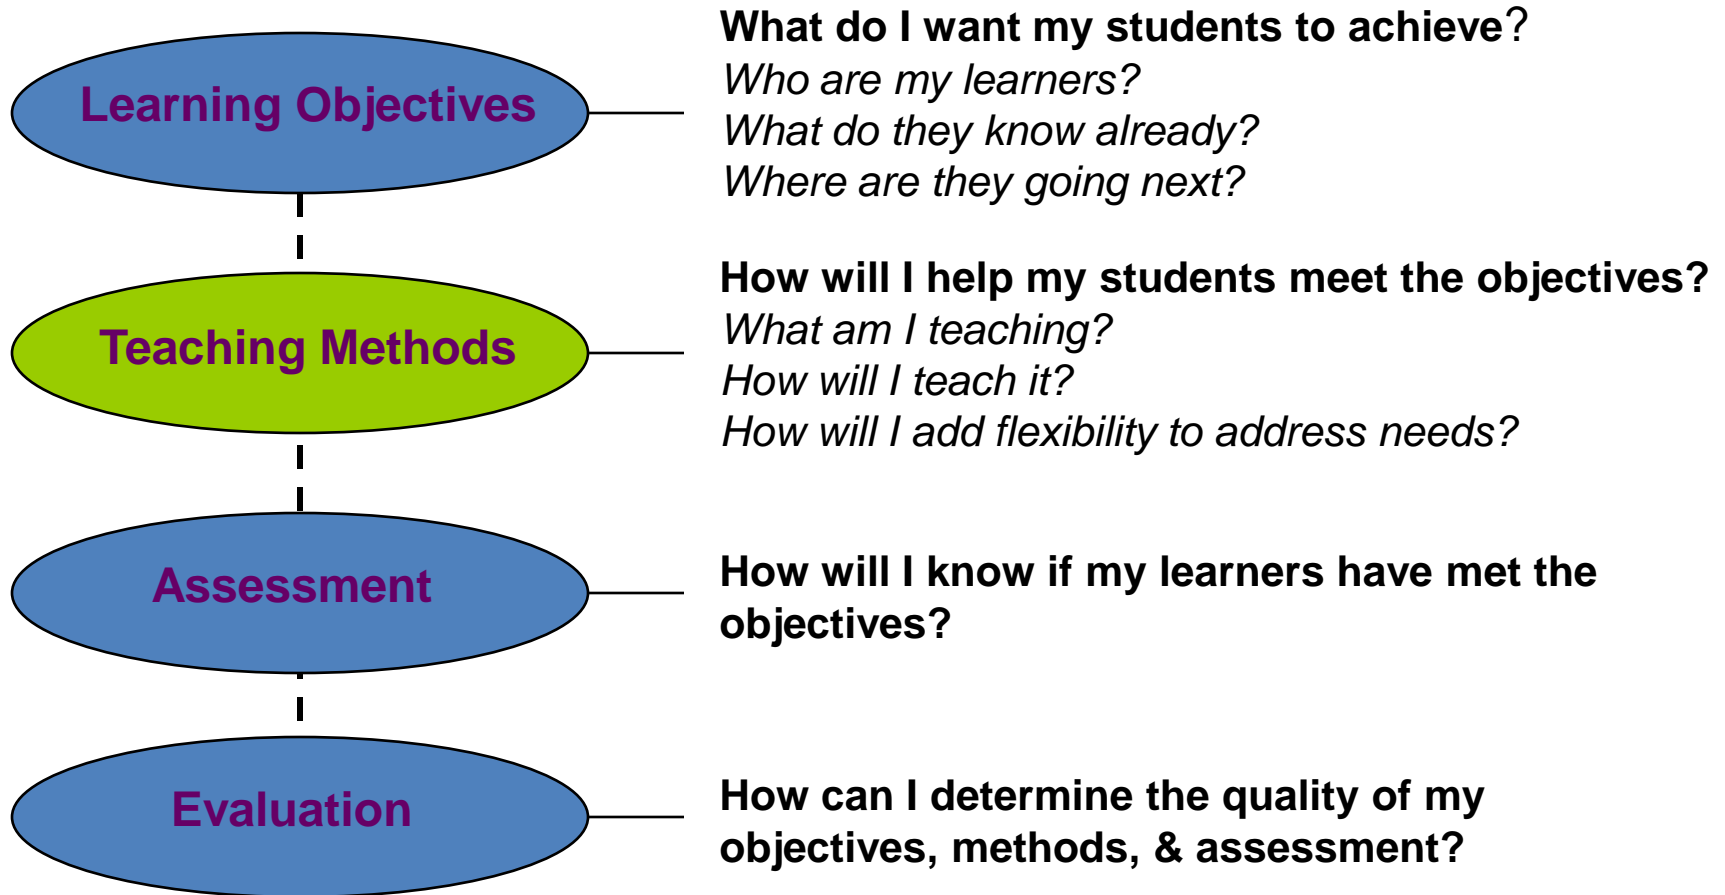 Learning Objectives
What do I want my students to achieve?
Who are my learners?
What do they know already?
Where are they going next?
Teaching Methods
How will I help my students meet the objectives?
What am I teaching?
How will I teach it?
How will I add flexibility to address needs?
Assessment
How will I know if my learners have met the
objectives?
Evaluation
How can I determine the quality of my
objectives, methods, & assessment?